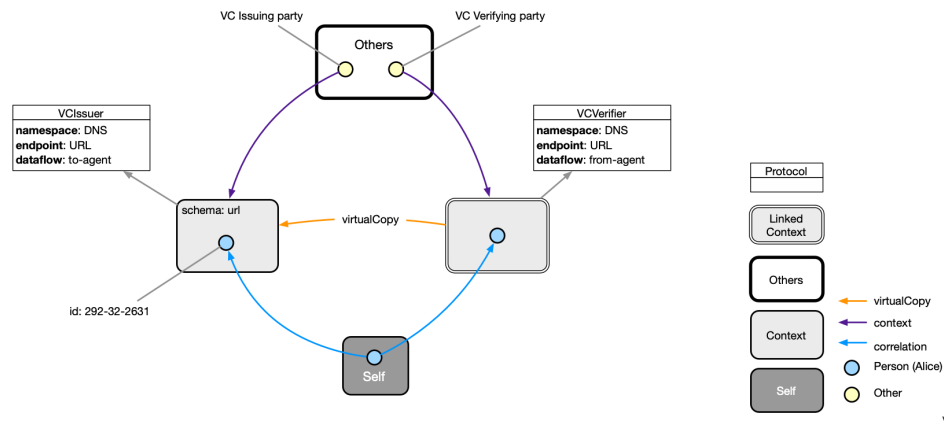 VC Issuing party
VC Verifying party
Others
VCIssuer
namespace: DNS
endpoint: URL
dataflow: to-agent
VCVerifier
namespace: DNS
endpoint: URL
dataflow: from-agent
schema: url
virtualCopy
id: 292-32-2631
Self
Protocol
Linked
Context
Others
Context
Self
virtualCopy
context
correlation
Person (Alice)
Other